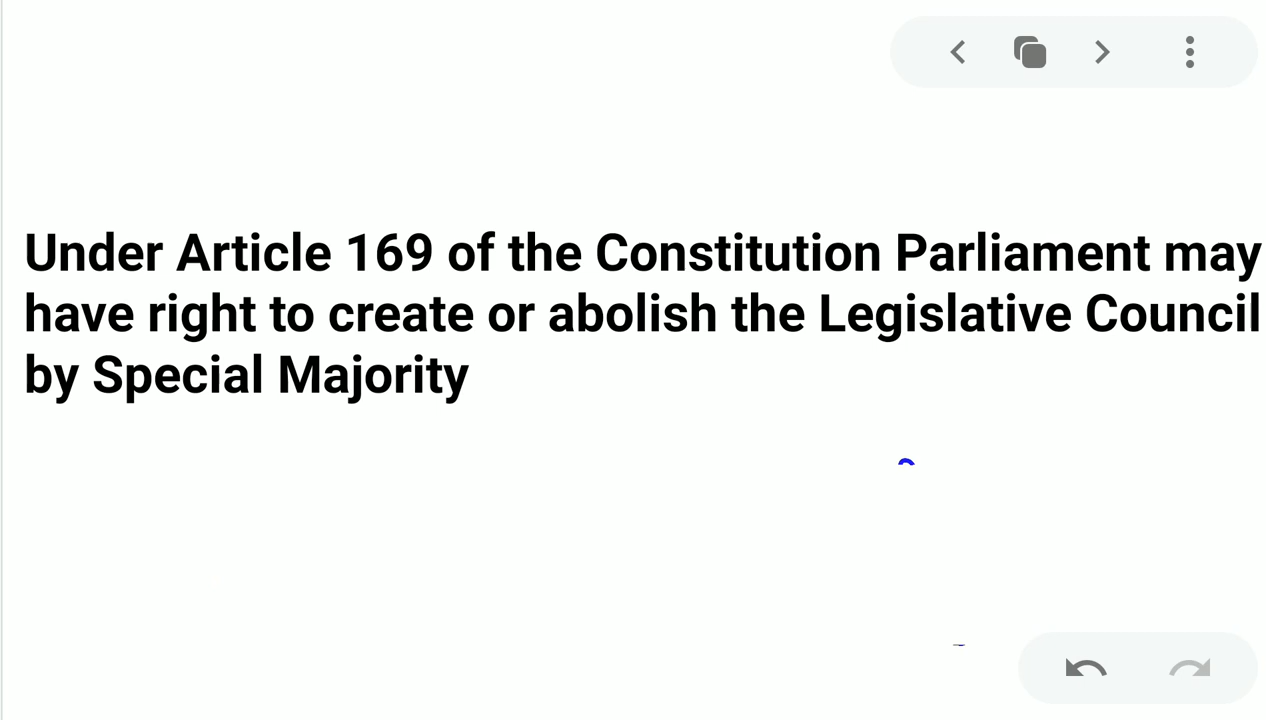 Under Article 169 of the Constitution Parliament may
have right to create or abolish the Legislative Council
by Special Majority